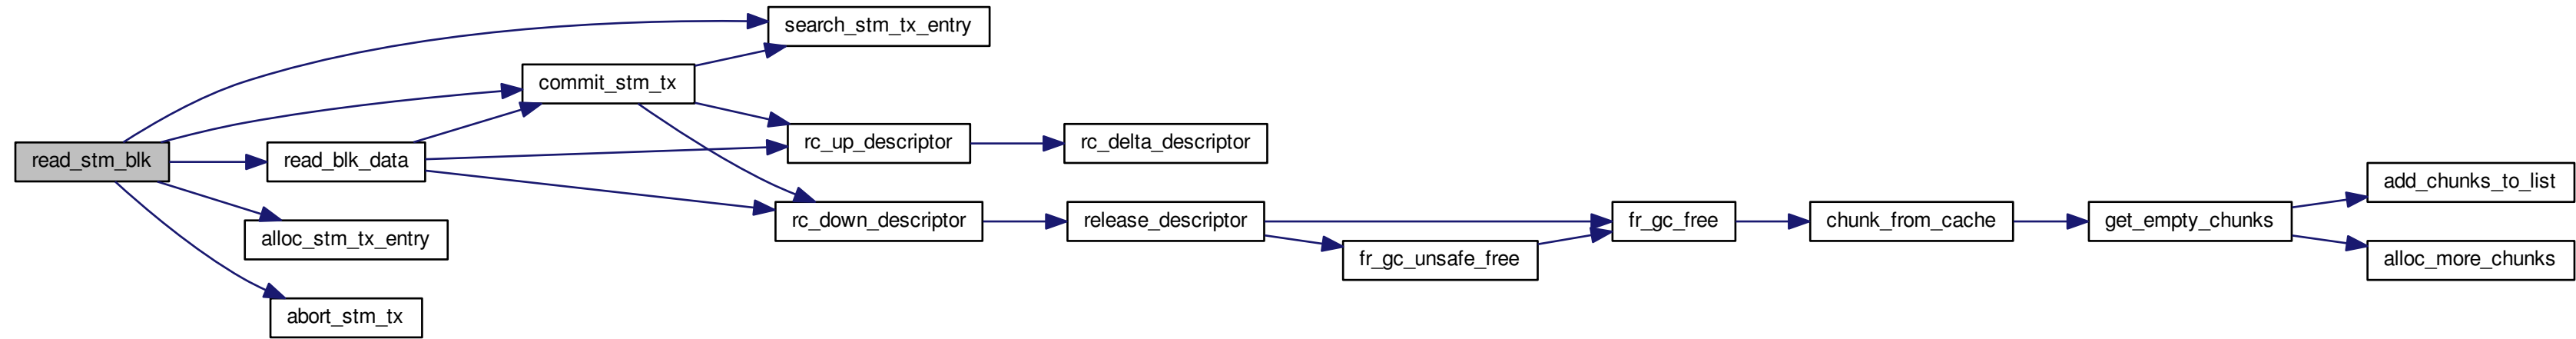 read_stm_blk
search_stm_tx_entry
commit_stm_tx
read_blk_data
alloc_stm_tx_entry
abort_stm_tx
rc_up_descriptor
rc_delta_descriptor
rc_down_descriptor
release_descriptor
fr_gc_free
fr_gc_unsafe_free
chunk_from_cache
get_empty_chunks
add_chunks_to_list
alloc_more_chunks